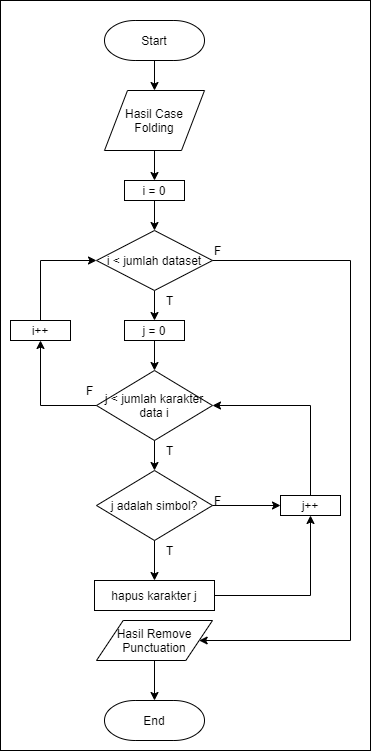 Start
Hasil Case
Folding
i = 0
i < jumlah dataset
F
T
i++
j = 0
F
j < jumlah karakter
data i
T
j adalah simbol?
F
j++
T
hapus karakter j
Hasil Remove
Punctuation
End